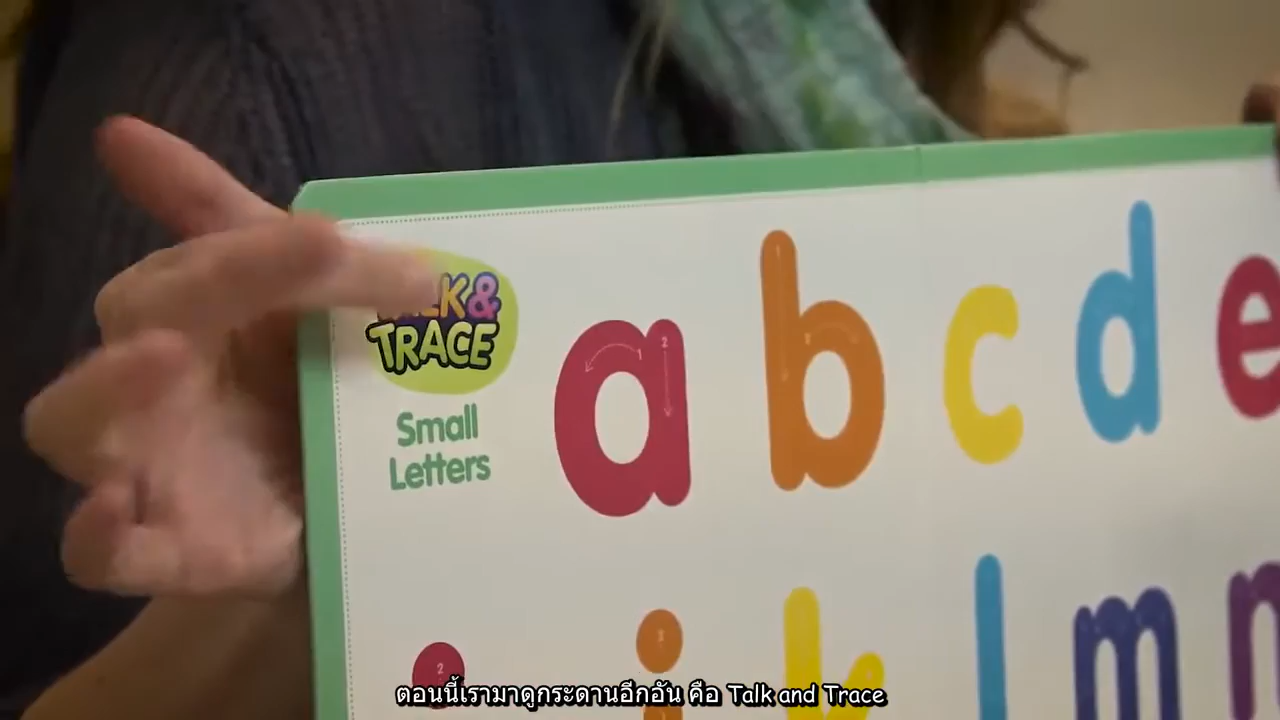 TALK &
TRACE
Small
Letters
a b c d e
i j k l m n
ตอนนี้เรามาดูกระดานอีกอัน คือ Talk and Trace